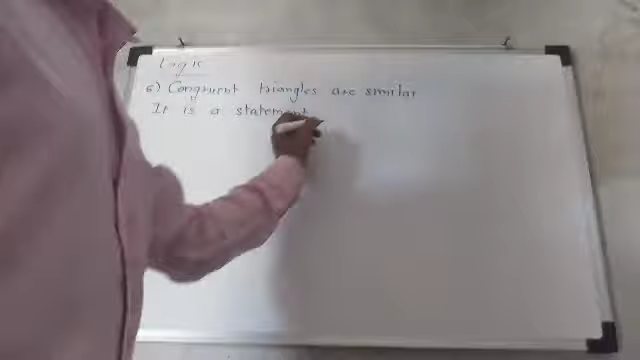 Logic
6) Congruent triangles are similar
It is a statement